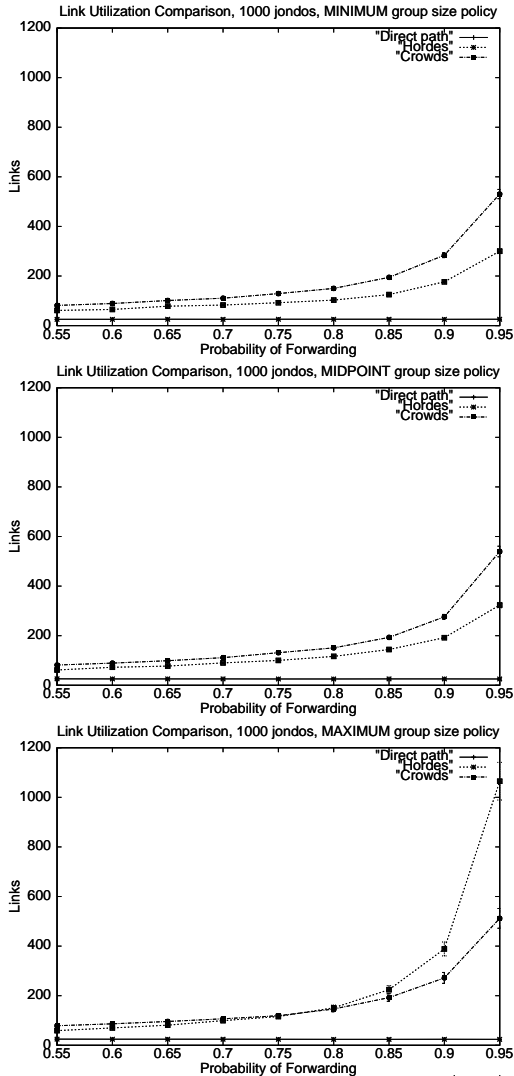 Link Utilization Comparison, 1000 jondos, MINIMUM group size policy
1200
1000
800
600
400
200
0
Links
"Direct path"
"Hordes"
"Crowds"
0.55 0.6 0.65 0.7 0.75 0.8 0.85 0.9 0.95
Probability of Forwarding
Link Utilization Comparison, 1000 jondos, MIDPOINT group size policy
1200
1000
800
600
400
200
0
Links
"Direct path"
"Hordes"
"Crowds"
0.55 0.6 0.65 0.7 0.75 0.8 0.85 0.9 0.95
Probability of Forwarding
Link Utilization Comparison, 1000 jondos, MAXIMUM group size policy
1200
1000
800
600
400
200
0
Links
"Direct path"
"Hordes"
"Crowds"
0.55 0.6 0.65 0.7 0.75 0.8 0.85 0.9 0.95
Probability of Forwarding